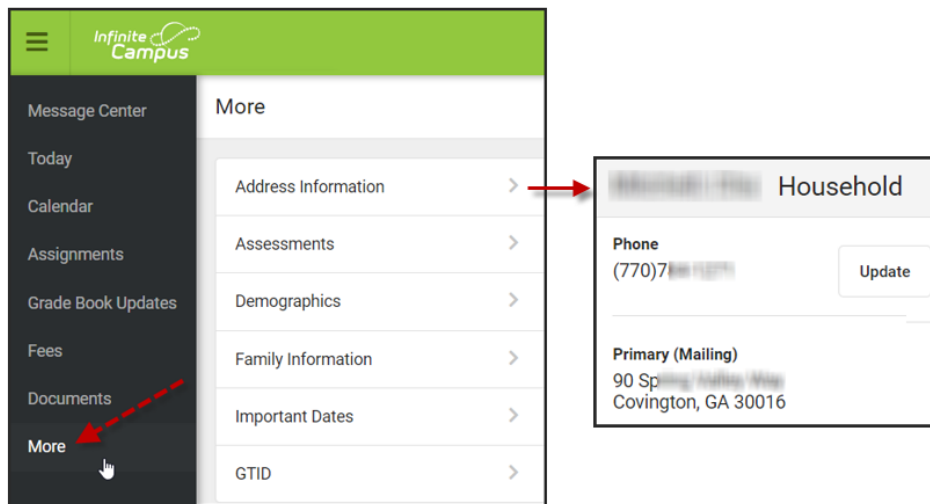 Infinite
Campus
Message Center
Today
Calendar
Assignments
Grade Book Updates
Fees
Documents
More
More
Address Information
Assessments
Demographics
Family Information
Important Dates
GTID
Household
Phone
(770)7
Update
Primary (Mailing)
90
Covington, GA 30016